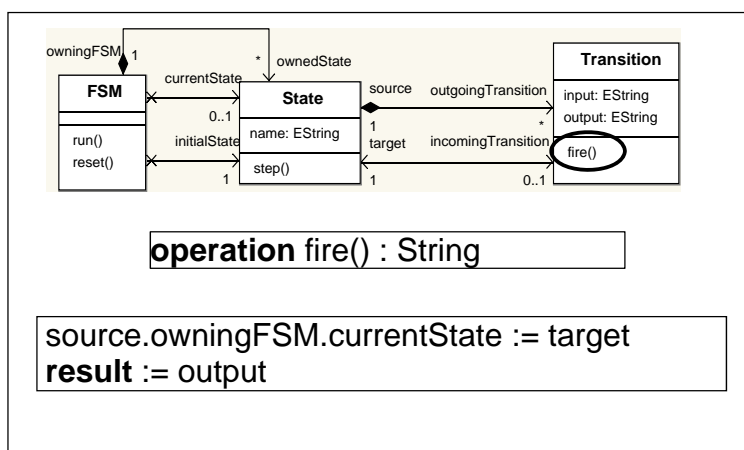 owningFSM 1 * ownedState
currentState
0..1
initialState
1
FSM
run()
reset()
State
name: EString
step()
source outgoingTransition
1 *
target incomingTransition
1 0..1
Transition
input: EString
output: EString
fire()
operation fire() : String
source.owningFSM.currentState := target
result := output